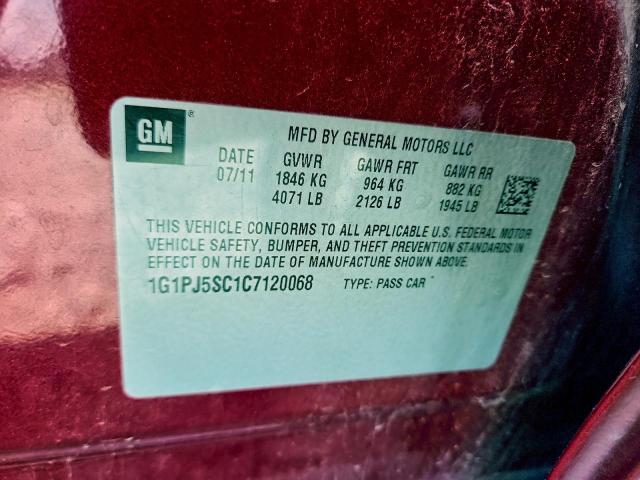 GM®
MFD BY GENERAL MOTORS LLC
DATE GVWR GAWR FRT GAWR RR
07/11 1846 KG 964 KG 882 KG
4071 LB 2126 LB 1945 LB
THIS VEHICLE CONFORMS TO ALL APPLICABLE U.S. FEDERAL MOTOR
VEHICLE SAFETY, BUMPER, AND THEFT PREVENTION STANDARDS IN
EFFECT ON THE DATE OF MANUFACTURE SHOWN ABOVE.
1G1PJ5SC1C7120068 TYPE: PASS CAR